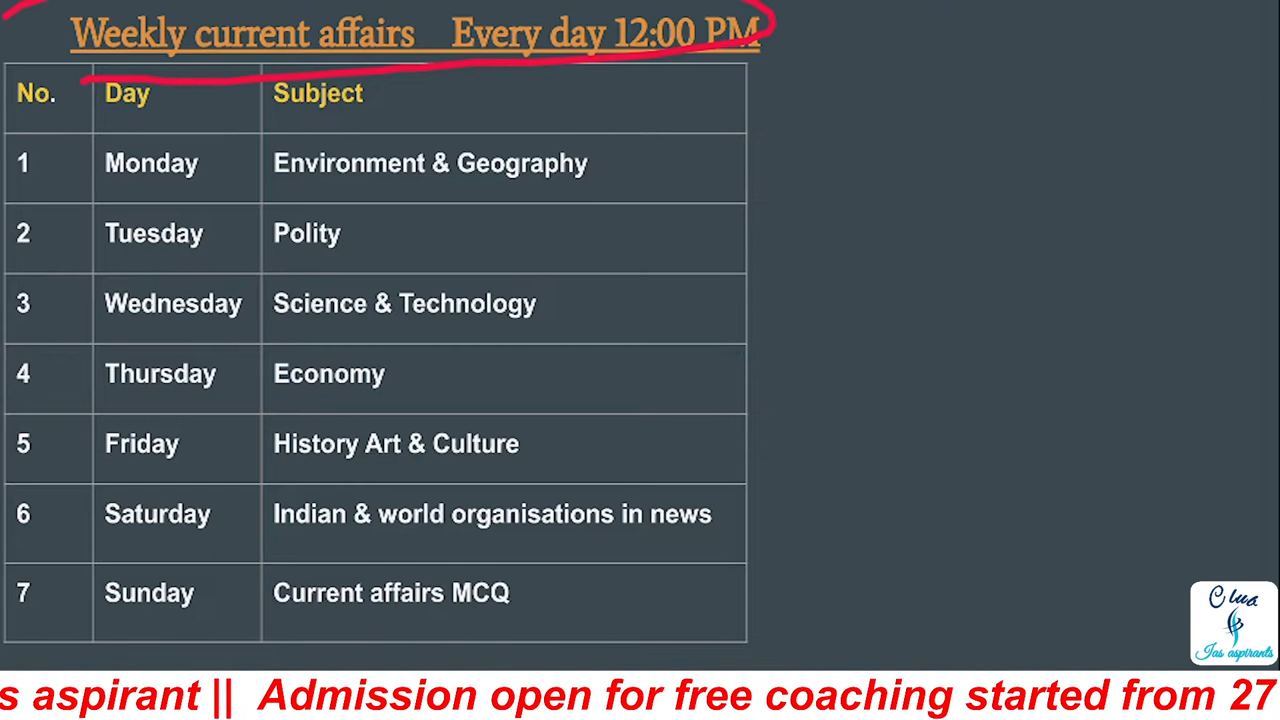 Weekly current affairs Every day 12:00 PM
No. Day Subject
1 Monday Environment & Geography
2 Tuesday Polity
3 Wednesday Science & Technology
4 Thursday Economy
5 Friday History Art & Culture
6 Saturday Indian & world organisations in news
7 Sunday Current affairs MCQ
Ias aspirants
s aspirant || Admission open for free coaching started from 27